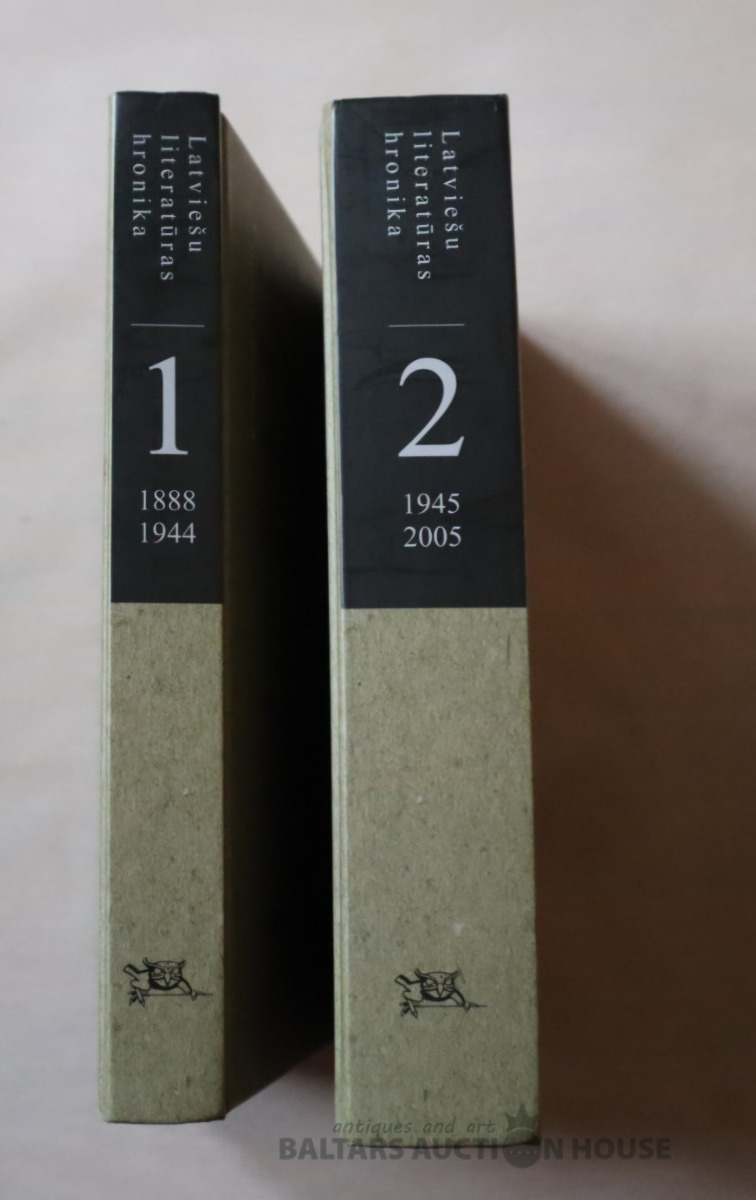 Latviešu
literatūras
hronika
1
1888
1944
Latviešu
literatūras
hronika
2
1945
2005
antiques and art
BALTARS AUCTION HOUSE